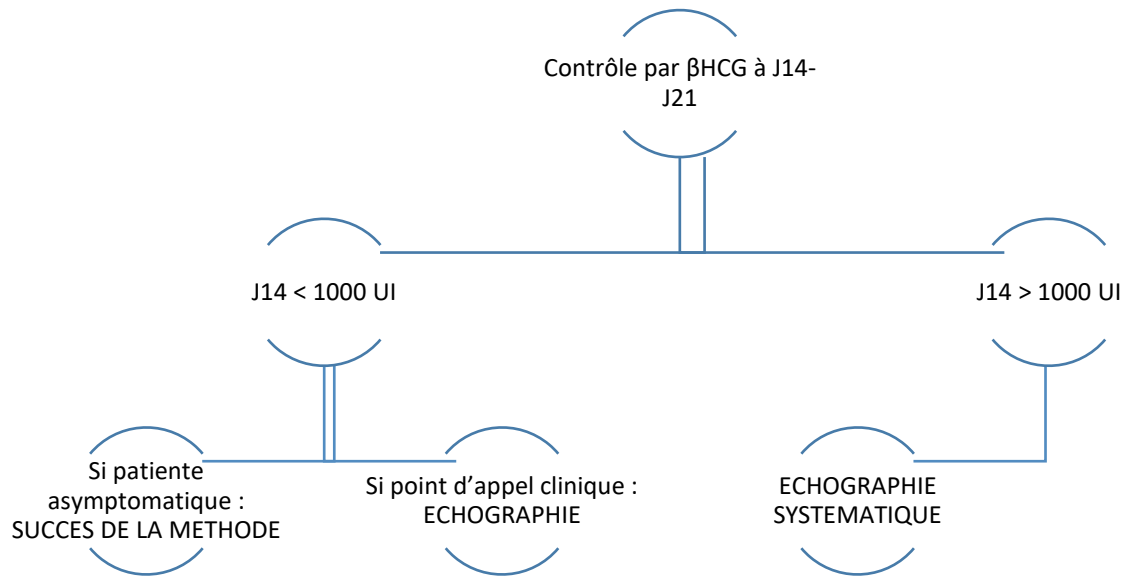 Contrôle par βHCG à J14-
J21
J14 < 1000 UI
J14 > 1000 UI
Si patiente
asymptomatique :
SUCCES DE LA METHODE
Si point d’appel clinique :
ECHOGRAPHIE
ECHOGRAPHIE
SYSTEMATIQUE